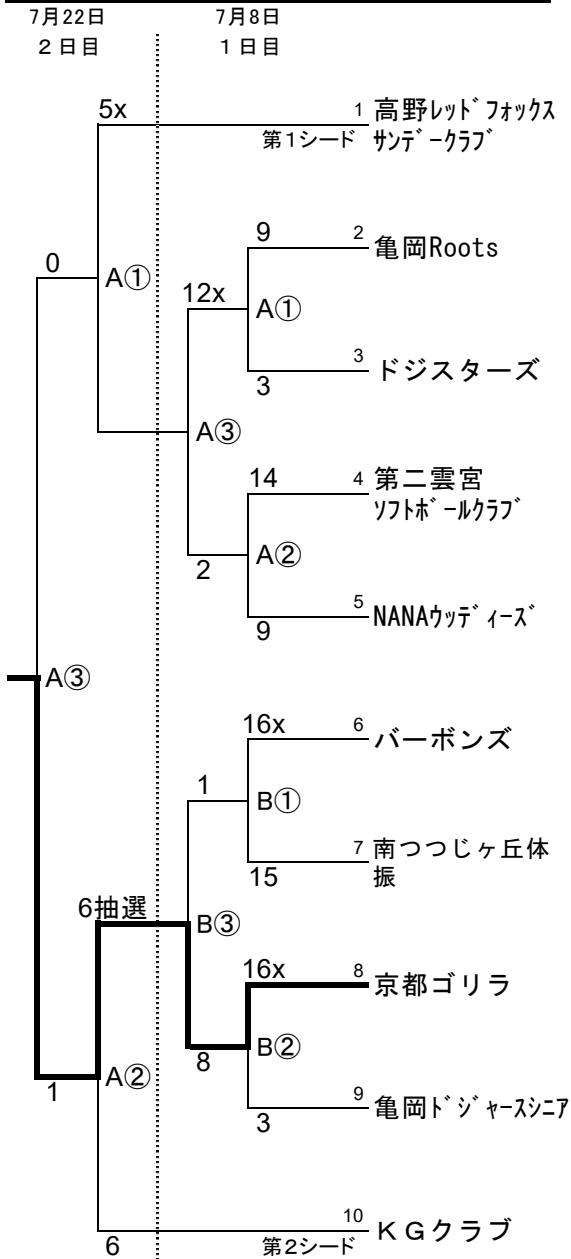 7月22日 7月8日
２日目 １日目
5x
1 高野レッドフォックス
第1シード サンデークラブ
9 2 亀岡Roots
0
A①
12x
A①
3 ドジスターズ
3
A③
14 4 第二雲宮
ソフトボールクラブ
2 A②
5 NANAウッディーズ
9
A③
16x 6 バーボンズ
1
B①
7 南つつじヶ丘体
振
15
6抽選
B③
16x 8 京都ゴリラ
8 B②
1 A②
9 亀岡ドジャースシニア
3
10 ＫＧクラブ
6 第2シード